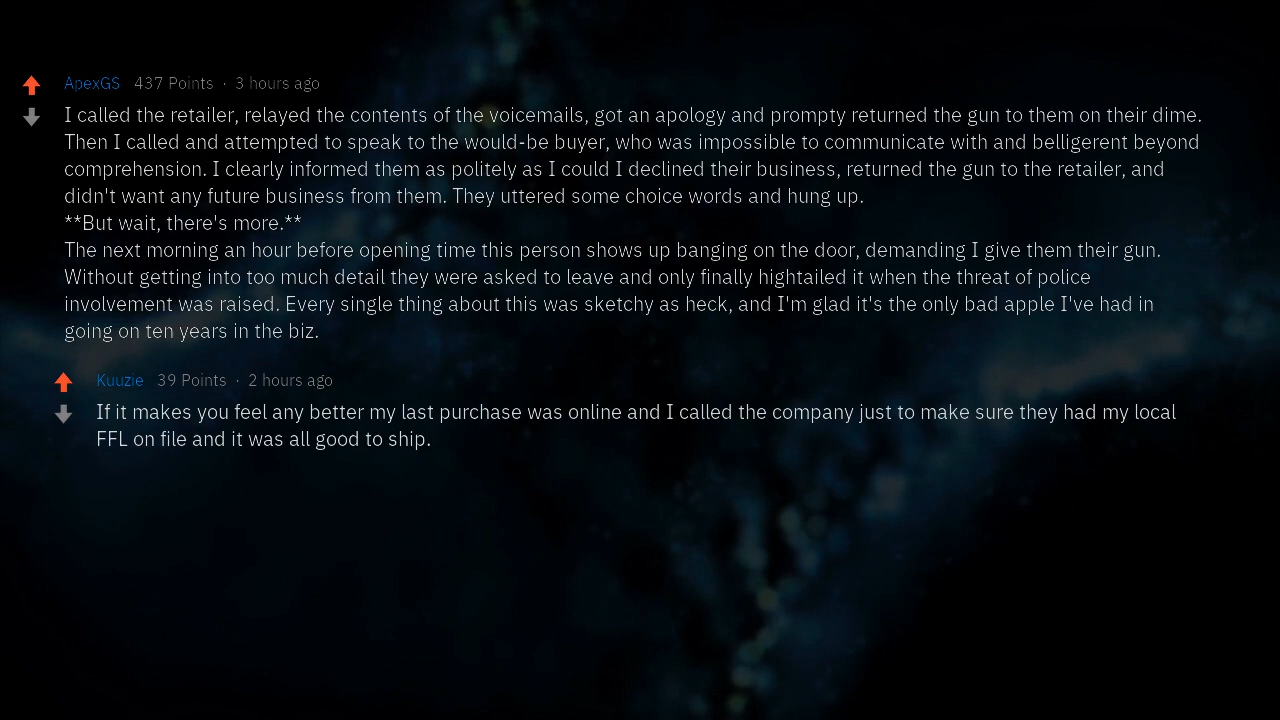 ApexGS 437 Points · 3 hours ago
I called the retailer, relayed the contents of the voicemails, got an apology and prompty returned the gun to them on their dime.
Then I called and attempted to speak to the would-be buyer, who was impossible to communicate with and belligerent beyond
comprehension. I clearly informed them as politely as I could I declined their business, returned the gun to the retailer, and
didn't want any future business from them. They uttered some choice words and hung up.
**But wait, there's more.**
The next morning an hour before opening time this person shows up banging on the door, demanding I give them their gun.
Without getting into too much detail they were asked to leave and only finally hightailed it when the threat of police
involvement was raised. Every single thing about this was sketchy as heck, and I'm glad it's the only bad apple I've had in
going on ten years in the biz.
Kuuzie 39 Points · 2 hours ago
If it makes you feel any better my last purchase was online and I called the company just to make sure they had my local
FFL on file and it was all good to ship.